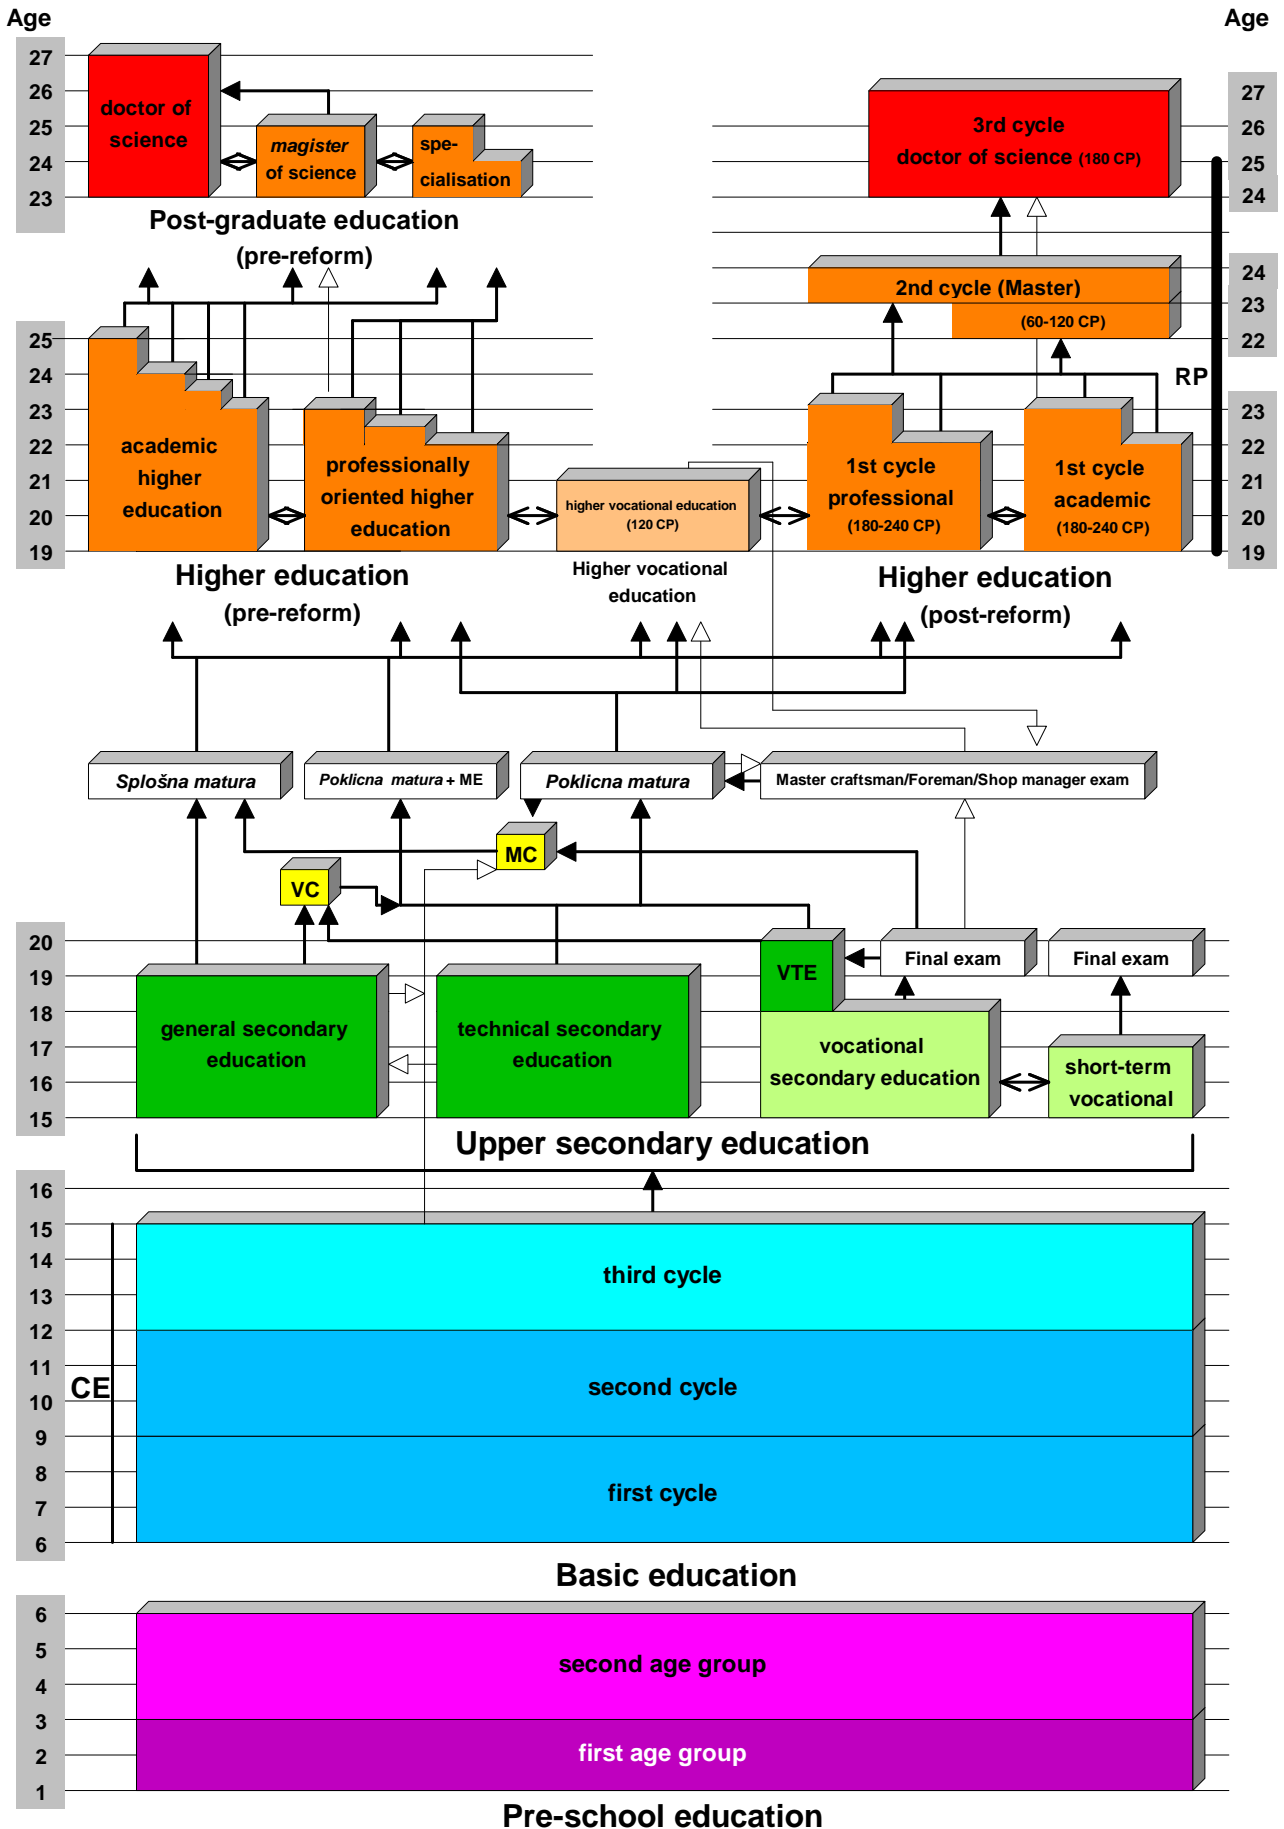 Age
Age
27
26
25
24
23
doctor of
science
magister
of science
spe-
cialisation
Post-graduate education
(pre-reform)
27
26
25
24
3rd cycle
doctor of science (180 CP)
24
23
22
2nd cycle (Master)
(60-120 CP)
RP
25
24
23
22
21
20
19
academic
higher
education
professionally
oriented higher
education
higher vocational education
(120 CP)
1st cycle
professional
(180-240 CP)
1st cycle
academic
(180-240 CP)
23
22
21
20
19
Higher education
(pre-reform)
Higher vocational
education
Higher education
(post-reform)
Splošna matura
Poklicna matura + ME
Poklicna matura
Master craftsman/Foreman/Shop manager exam
MC
VC
20
19
18
17
16
15
general secondary
education
technical secondary
education
VTE
Final exam
Final exam
vocational
secondary education
short-term
vocational
Upper secondary education
16
15
14
13
12
11
10
9
8
7
6
CE
third cycle
second cycle
first cycle
Basic education
6
5
4
3
2
1
second age group
first age group
Pre-school education